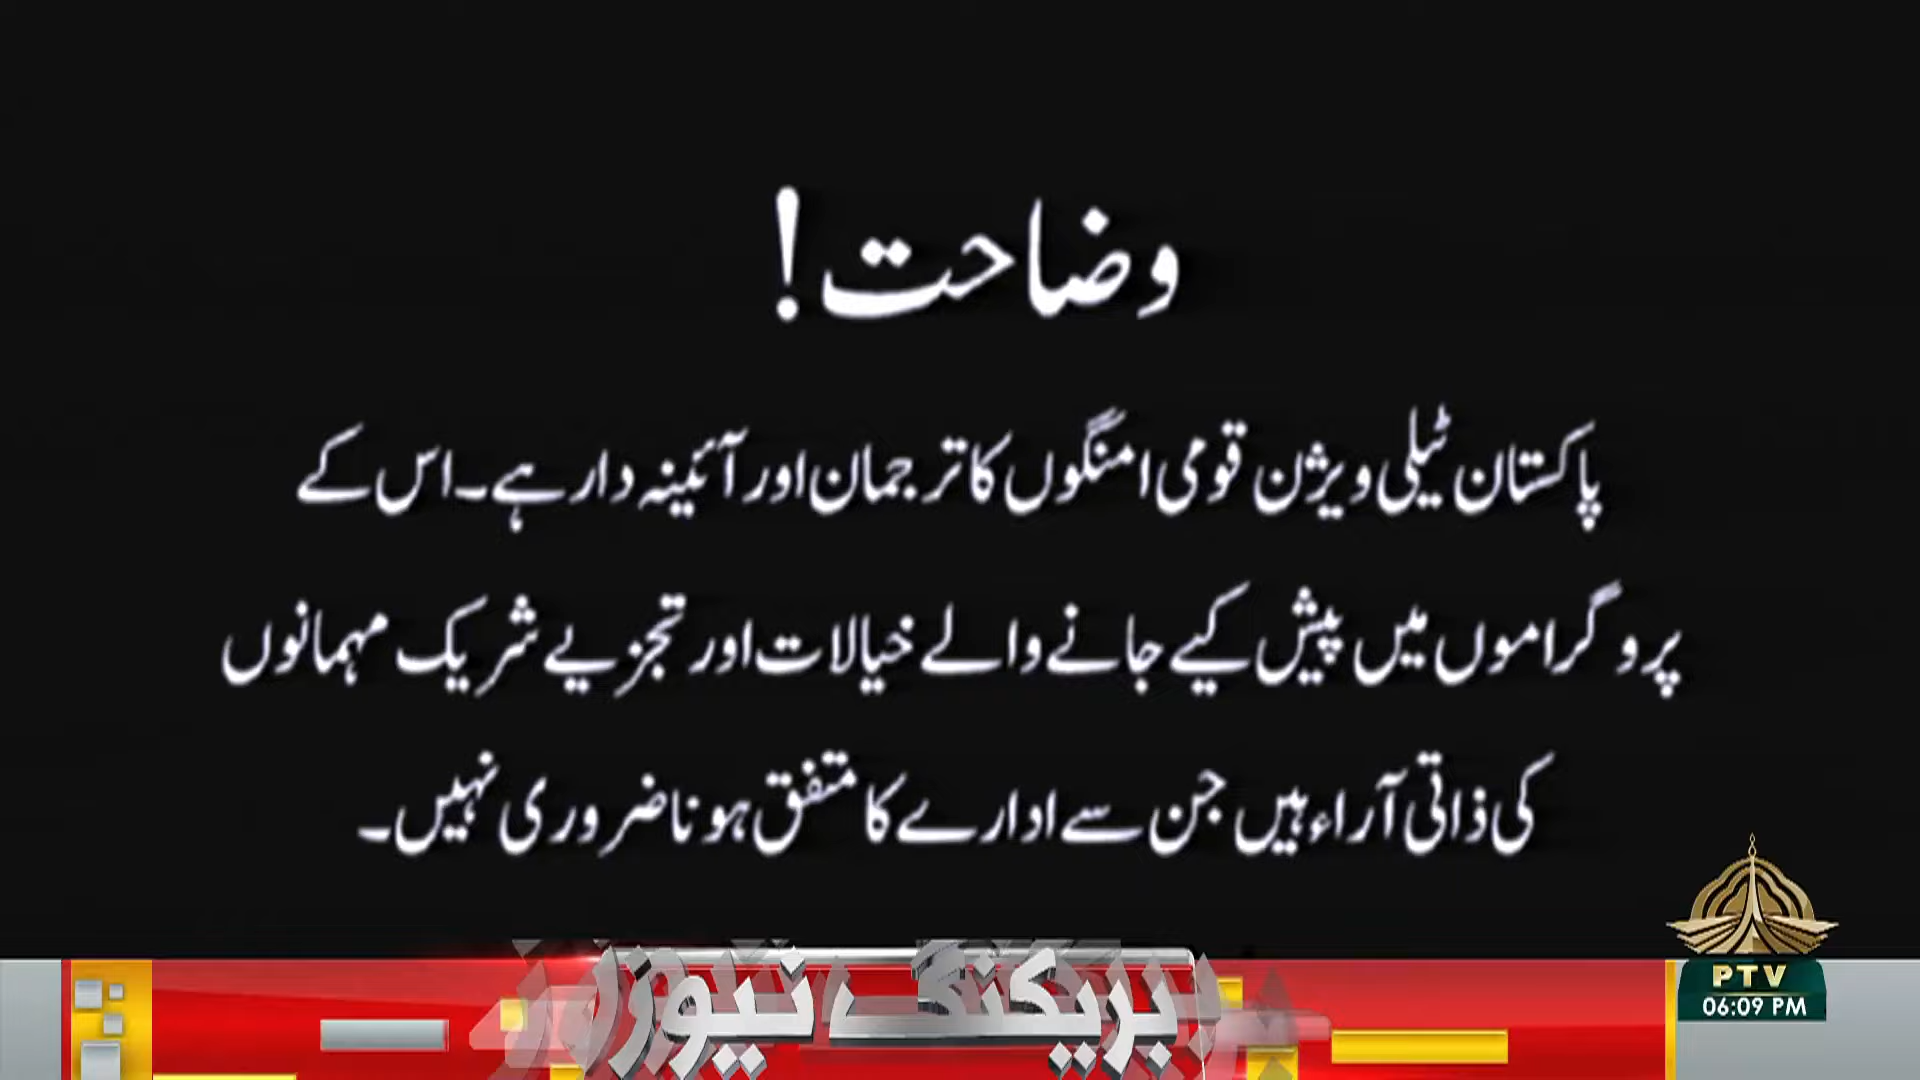 وضاحت!
پاکستان ٹیلی ویژن قومی امنگوں کا ترجمان اور آئینہ دار ہے۔ اس کے
پروگراموں میں پیش کیے جانے والے خیالات اور تجزیے شریک مہمانوں
کی ذاتی آراء ہیں جن سے ادارے کا متفق ہونا ضروری نہیں۔
بریکنگ نیوز
PTV
06:09 PM